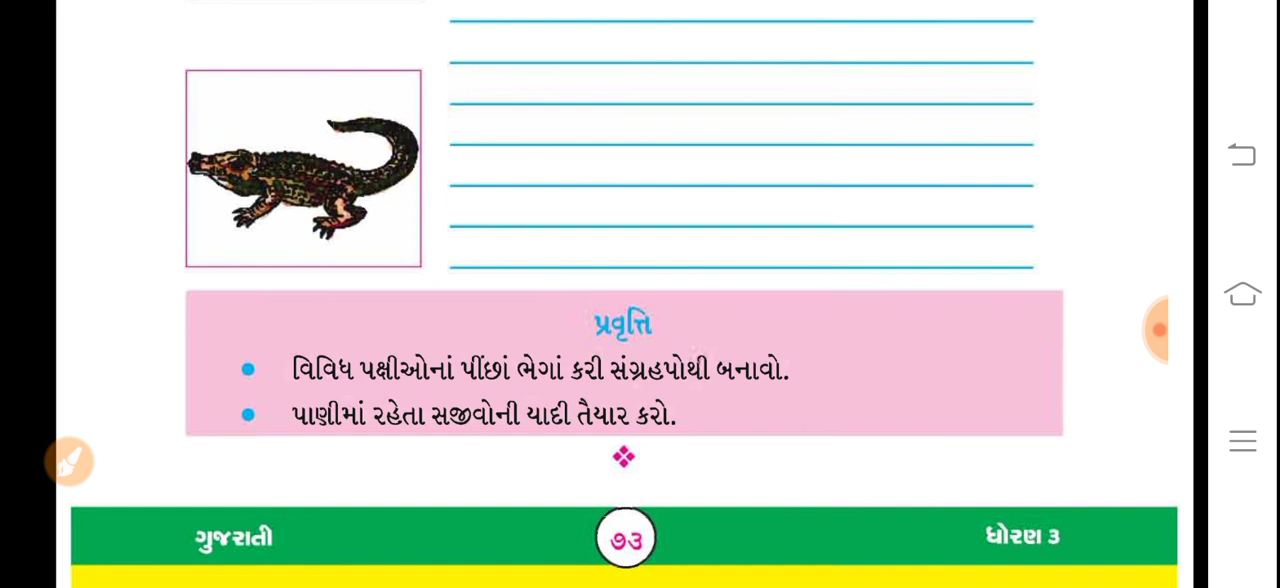 પ્રવૃત્તિ
● વિવિધ પક્ષીઓનાં પીંછાં ભેગાં કરી સંગ્રહપોથી બનાવો.
● પાણીમાં રહેતા સજીવોની યાદી તૈયાર કરો.
ગુજરાતી ૭૩ ધોરણ ૩